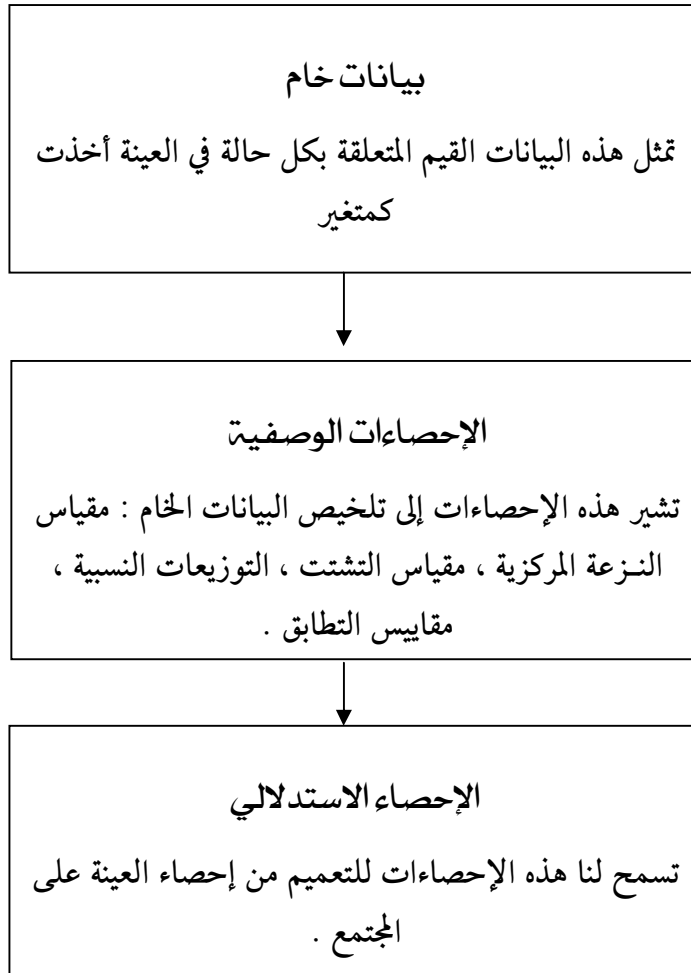 بيانات خام
تمثل هذه البيانات القيم المتعلقة بكل حالة في العينة أخذت
كمتغير
الإحصاءات الوصفية
تشير هذه الإحصاءات إلى تلخيص البيانات الخام : مقياس
النـزعة المركزية ، مقياس التشتت ، التوزيعات النسبية ،
مقاييس التطابق .
الإحصاء الاستدلالي
تسمح لنا هذه الإحصاءات للتعميم من إحصاء العينة على
المجتمع .